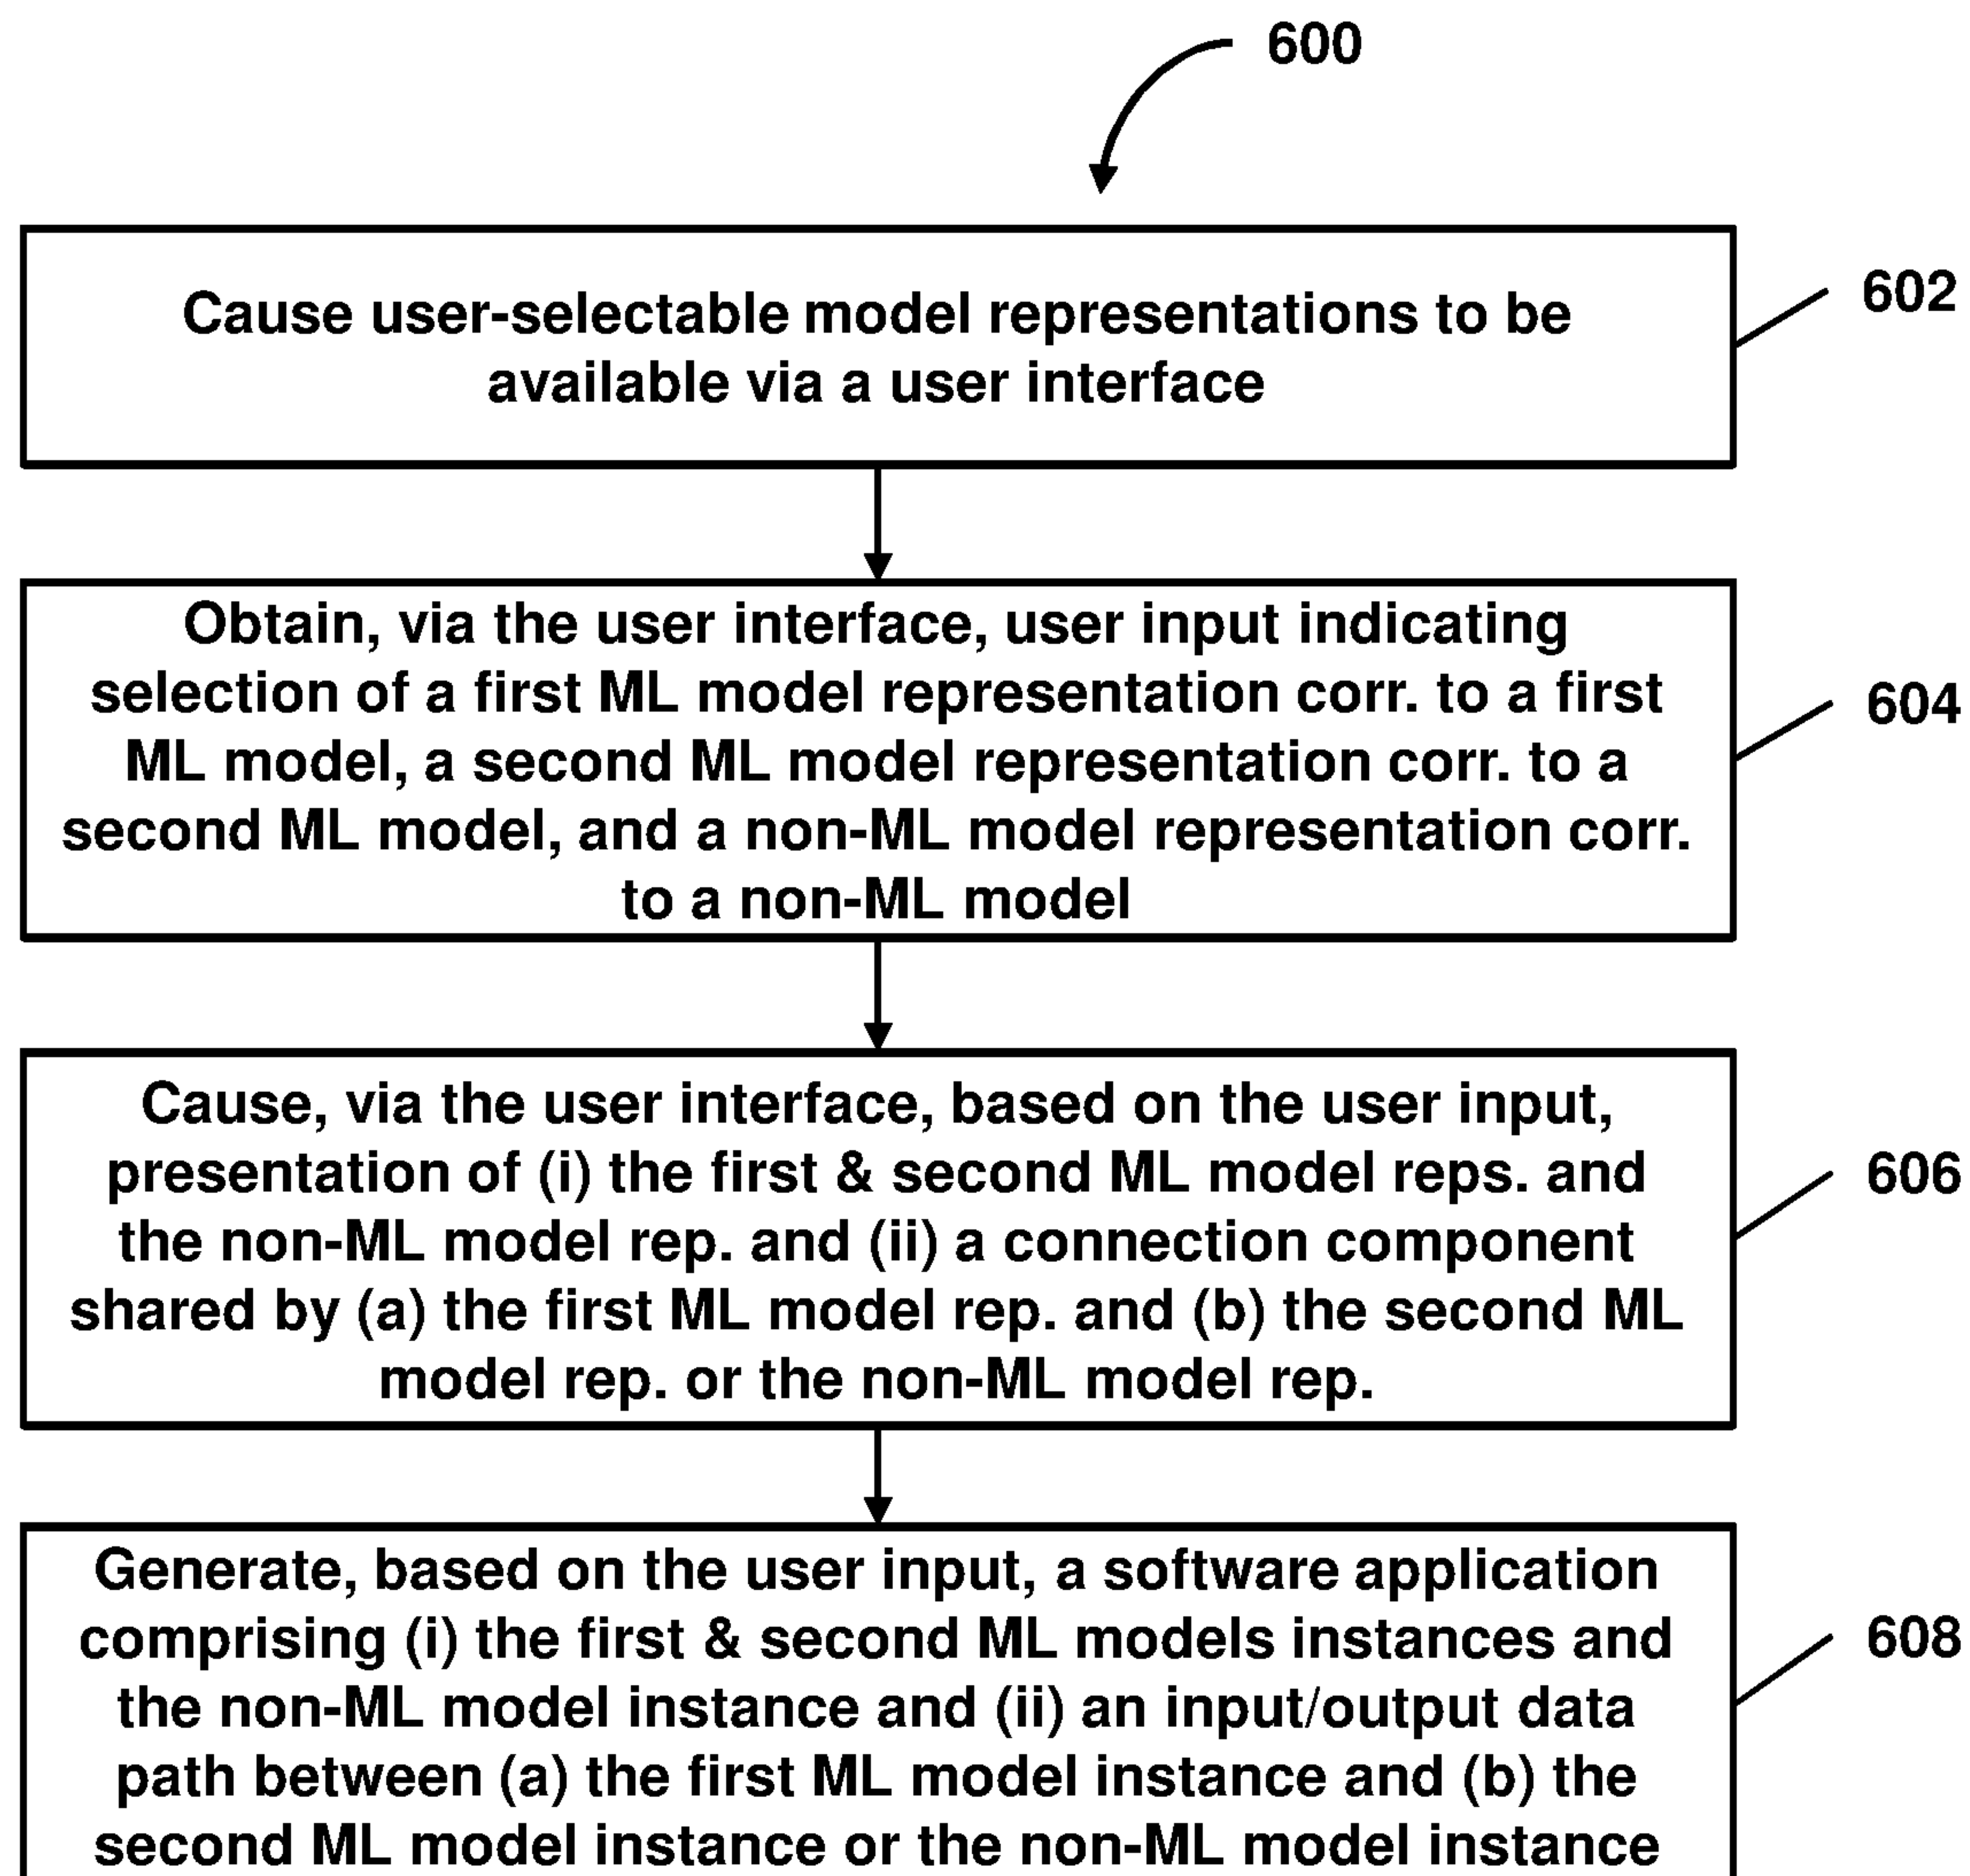 600
Cause user-selectable model representations to be
available via a user interface
602
Obtain, via the user interface, user input indicating
selection of a first ML model representation corr. to a first
ML model, a second ML model representation corr. to a
second ML model, and a non-ML model representation corr.
to a non-ML model
604
Cause, via the user interface, based on the user input,
presentation of (i) the first & second ML model reps. and
the non-ML model rep. and (ii) a connection component
shared by (a) the first ML model rep. and (b) the second ML
model rep. or the non-ML model rep.
606
Generate, based on the user input, a software application
comprising (i) the first & second ML models instances and
the non-ML model instance and (ii) an input/output data
path between (a) the first ML model instance and (b) the
second ML model instance or the non-ML model instance
608